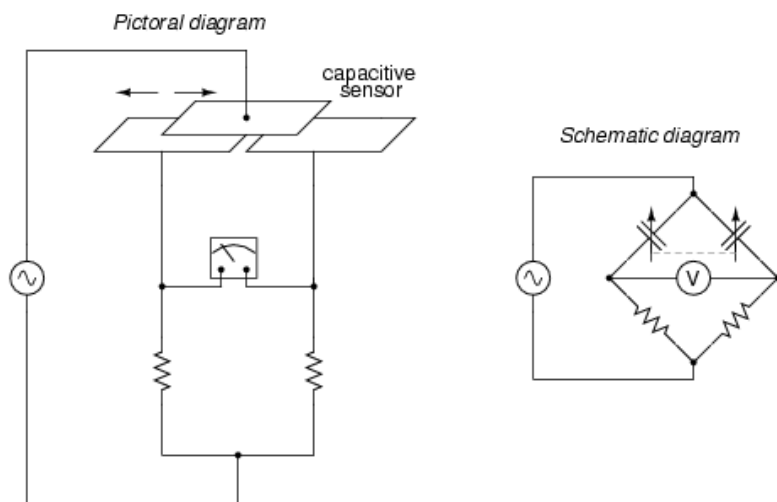 Pictoral diagram
capacitive
sensor
Schematic diagram
V